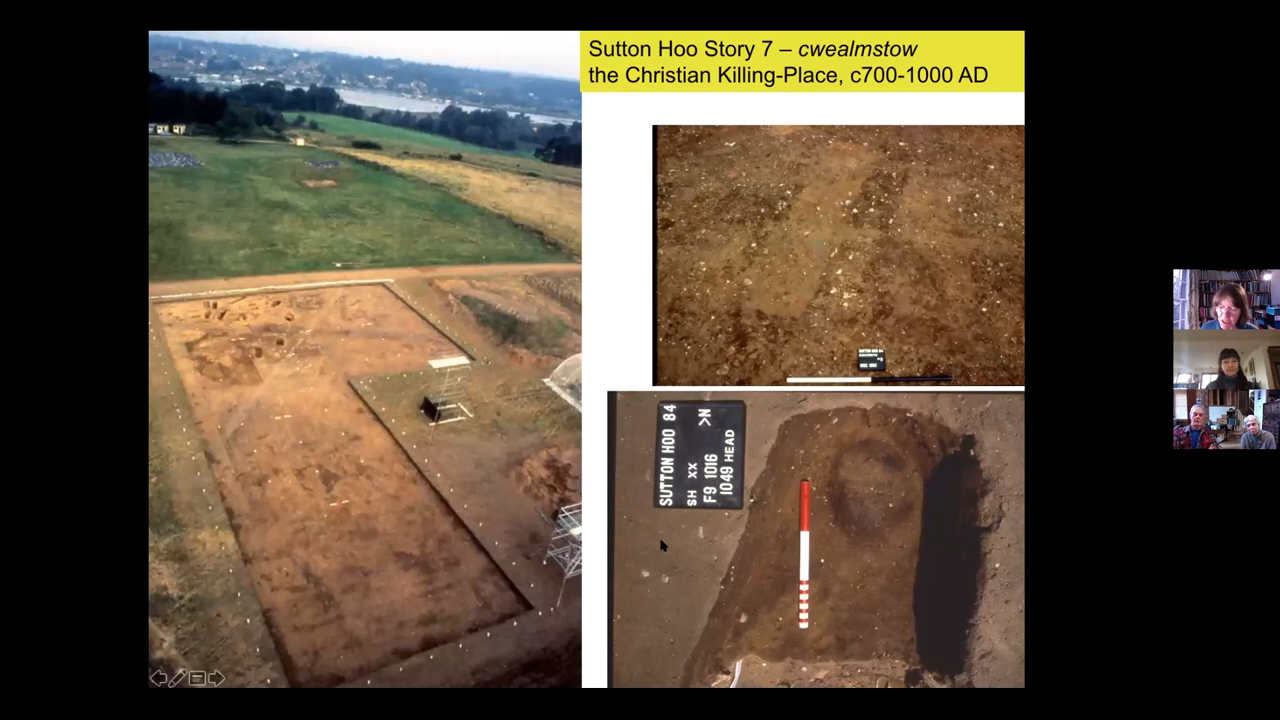 Sutton Hoo Story 7 – cwealmstow
the Christian Killing-Place, c700-1000 AD
SUTTON HOO 84
>N
SH XX
F9 1016
1049 HEAD